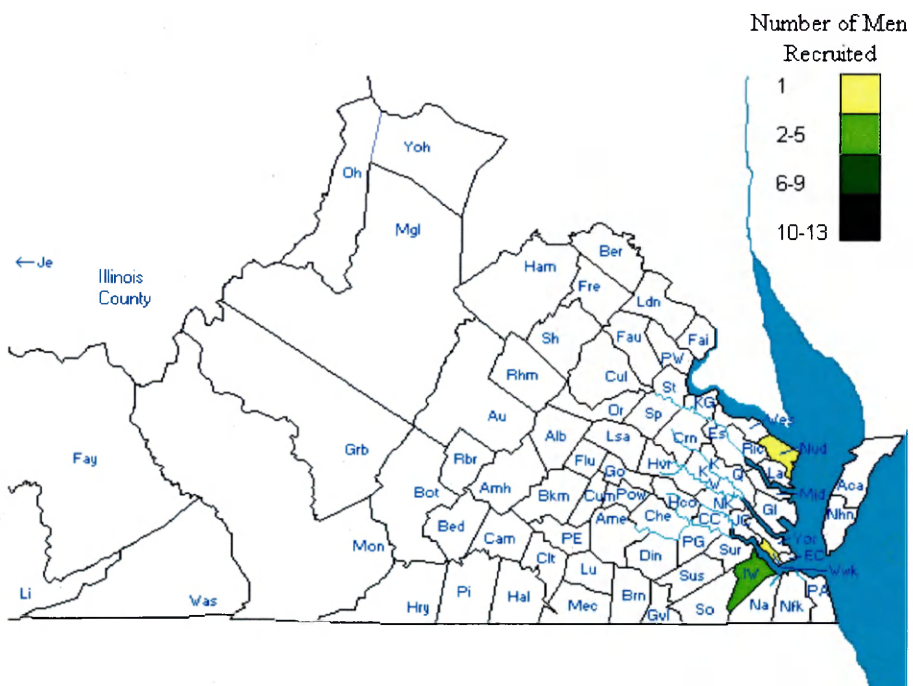 Number of Men
Recruited
1
2-5
6-9
10-13
Yoh
Oh
Mgl
←Je
Illinois
County
Ber
Ham
Fre
Ldn
Sh
Fau
Fai
PW
Rhm
Cul
St
KG
Wes
Au
Or
Sp
Es
Ric
Nud
Alb
Lsa
Crn
Grb
Fay
Rbr
Flu
Go
Hvr
K
K
Q
La
W
Mid
Aca
Bot
Amh
Bkm
Cum
Pow
Hco
Nk
Gl
Nhn
Bed
Cam
Ame
Che
CC
JC
Yor
Mon
PE
PG
EC
Clt
Din
Sur
Wwk
Li
Was
Hry
Pi
Hal
Lu
Mec
Brn
Gvl
Sus
So
IW
Na
Nfk
PA